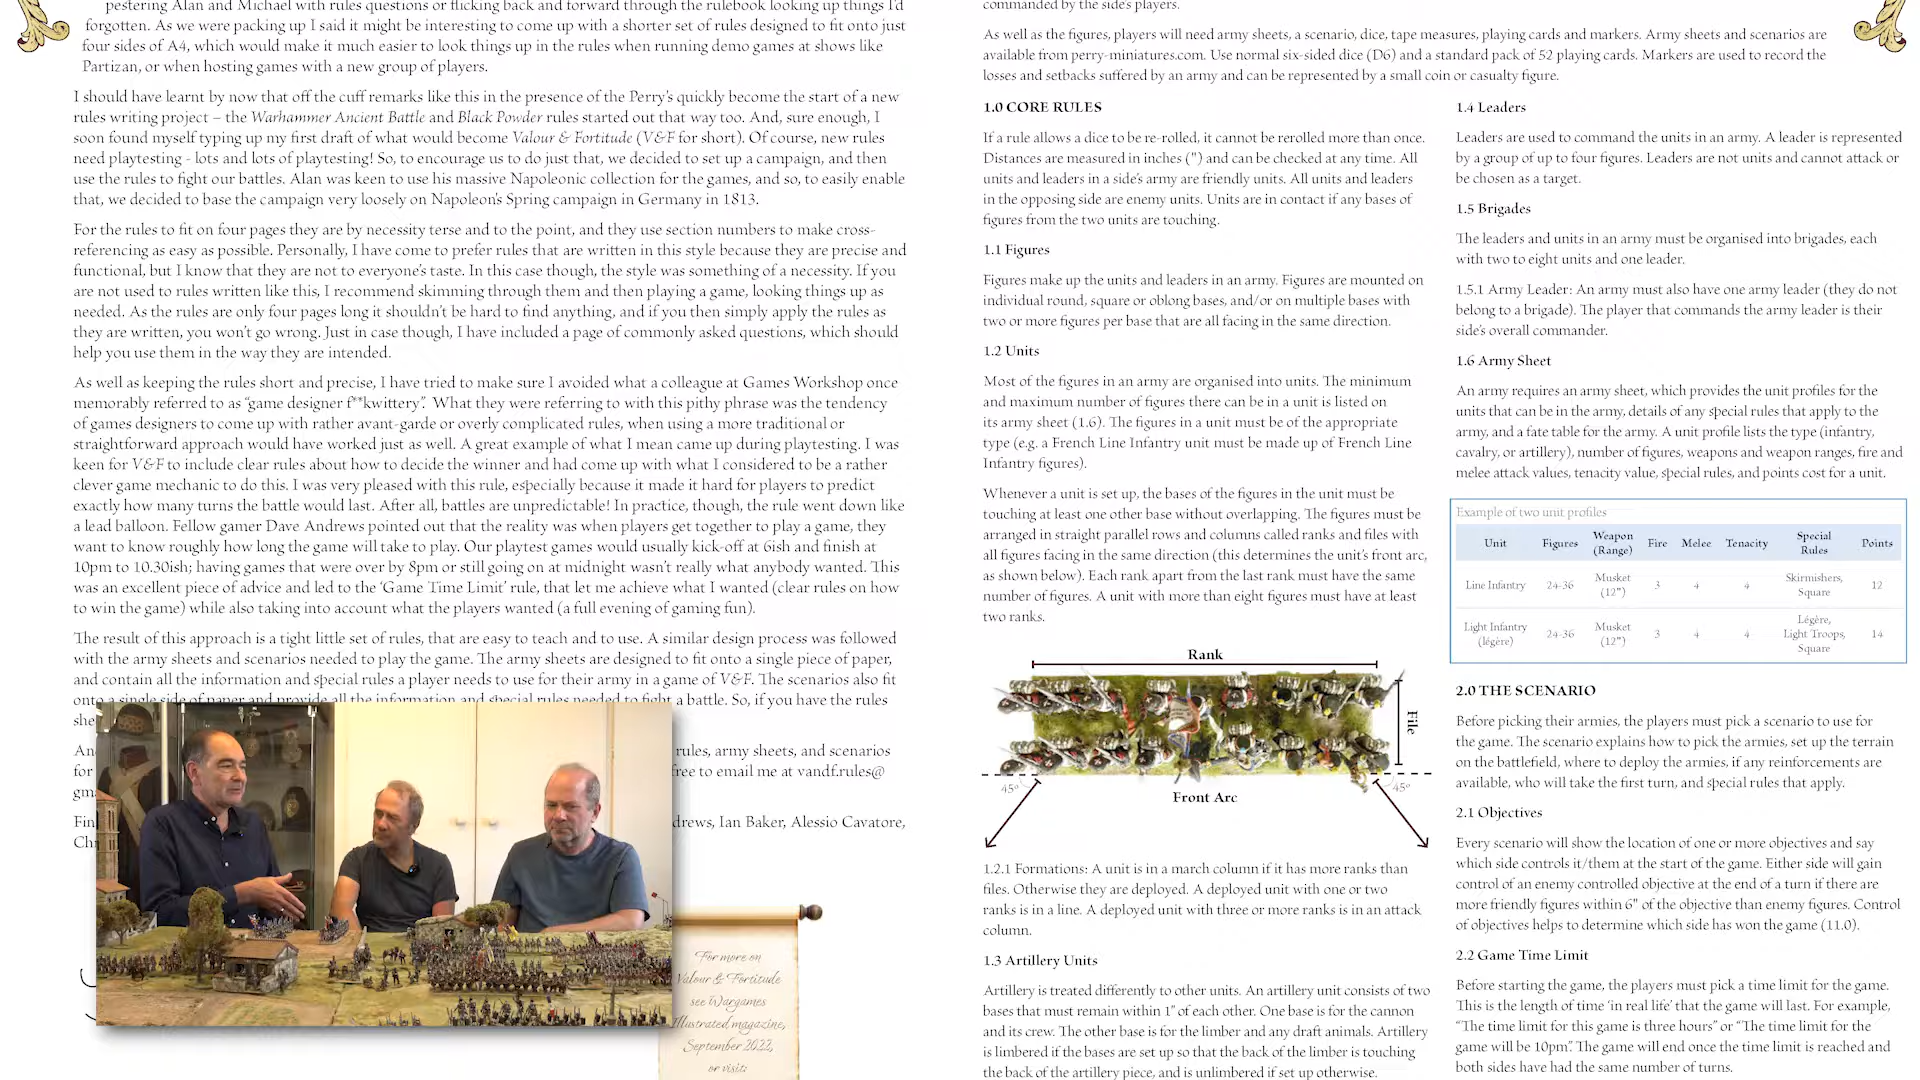 pestering Alan and Michael with rules questions or flicking back and forward through the rulebook looking up things I'd
forgotten. As we were packing up I said it might be interesting to come up with a shorter set of rules designed to fit onto just
four sides of A4, which would make it much easier to look things up in the rules when running demo games at shows like
Partizan, or when hosting games with a new group of players.
I should have learnt by now that off the cuff remarks like this in the presence of the Perry's quickly become the start of a new
rules writing project – the Warhammer Ancient Battle and Black Powder rules started out that way too. And, sure enough, I
soon found myself typing up my first draft of what would become Valour & Fortitude (V&F for short). Of course, new rules
need playtesting - lots and lots of playtesting! So, to encourage us to do just that, we decided to set up a campaign, and then
use the rules to fight our battles. Alan was keen to use his massive Napoleonic collection for the games, and so, to easily enable
that, we decided to base the campaign very loosely on Napoleon's Spring campaign in Germany in 1813.
For the rules to fit on four pages they are by necessity terse and to the point, and they use section numbers to make cross-
referencing as easy as possible. Personally, I have come to prefer rules that are written in this style because they are precise and
functional, but I know that they are not to everyone's taste. In this case though, the style was something of a necessity. If you
are not used to rules written like this, I recommend skimming through them and then playing a game, looking things up as
needed. As the rules are only four pages long it shouldn't be hard to find anything, and if you then simply apply the rules as
they are written, you won't go wrong. Just in case though, I have included a page of commonly asked questions, which should
help you use them in the way they are intended.
As well as keeping the rules short and precise, I have tried to make sure I avoided what a colleague at Games Workshop once
memorably referred to as "game designer f**kwittery". What they were referring to with this pithy phrase was the tendency
of games designers to come up with rather avant-garde or overly complicated rules, when using a more traditional or
straightforward approach would have worked just as well. A great example of what I mean came up during playtesting. I was
keen for V&F to include clear rules about how to decide the winner and had come up with what I considered to be a rather
clever game mechanic to do this. I was very pleased with this rule, especially because it made it hard for players to predict
exactly how many turns the battle would last. After all, battles are unpredictable! In practice, though, the rule went down like
a lead balloon. Fellow gamer Dave Andrews pointed out that the reality was when players get together to play a game, they
want to know roughly how long the game will take to play. Our playtest games would usually kick-off at 6ish and finish at
10pm to 10.30ish; having games that were over by 8pm or still going on at midnight wasn't really what anybody wanted. This
was an excellent piece of advice and led to the 'Game Time Limit' rule, that let me achieve what I wanted (clear rules on how
to win the game) while also taking into account what the players wanted (a full evening of gaming fun).
The result of this approach is a tight little set of rules, that are easy to teach and to use. A similar design process was followed
with the army sheets and scenarios needed to play the game. The army sheets are designed to fit onto a single piece of paper,
and contain all the information and special rules a player needs to use for their army in a game of V&F. The scenarios also fit
onto a single side of paper and provide all the information and special rules needed to fight a battle. So, if you have the rules
she
An rules, army sheets, and scenarios
for free to email me at vandf.rules@
gm
Fin drews, Ian Baker, Alessio Cavatore,
Chr
For more on
Valour & Fortitude
see Wargames
Illustrated magazine,
September 2022,
or visit:
commanded by the side's players.
As well as the figures, players will need army sheets, a scenario, dice, tape measures, playing cards and markers. Army sheets and scenarios are
available from perry-miniatures.com. Use normal six-sided dice (D6) and a standard pack of 52 playing cards. Markers are used to record the
losses and setbacks suffered by an army and can be represented by a small coin or casualty figure.
1.0 CORE RULES
If a rule allows a dice to be re-rolled, it cannot be rerolled more than once.
Distances are measured in inches (") and can be checked at any time. All
units and leaders in a side's army are friendly units. All units and leaders
in the opposing side are enemy units. Units are in contact if any bases of
figures from the two units are touching.
1.1 Figures
Figures make up the units and leaders in an army. Figures are mounted on
individual round, square or oblong bases, and/or on multiple bases with
two or more figures per base that are all facing in the same direction.
1.2 Units
Most of the figures in an army are organised into units. The minimum
and maximum number of figures there can be in a unit is listed on
its army sheet (1.6). The figures in a unit must be of the appropriate
type (e.g. a French Line Infantry unit must be made up of French Line
Infantry figures).
Whenever a unit is set up, the bases of the figures in the unit must be
touching at least one other base without overlapping. The figures must be
arranged in straight parallel rows and columns called ranks and files with
all figures facing in the same direction (this determines the unit's front arc,
as shown below). Each rank apart from the last rank must have the same
number of figures. A unit with more than eight figures must have at least
two ranks.
Rank
File
45°
Front Arc
45°
1.2.1 Formations: A unit is in a march column if it has more ranks than
files. Otherwise they are deployed. A deployed unit with one or two
ranks is in a line. A deployed unit with three or more ranks is in an attack
column.
1.3 Artillery Units
Artillery is treated differently to other units. An artillery unit consists of two
bases that must remain within 1" of each other. One base is for the cannon
and its crew. The other base is for the limber and any draft animals. Artillery
is limbered if the bases are set up so that the back of the limber is touching
the back of the artillery piece, and is unlimbered if set up otherwise.
1.4 Leaders
Leaders are used to command the units in an army. A leader is represented
by a group of up to four figures. Leaders are not units and cannot attack or
be chosen as a target.
1.5 Brigades
The leaders and units in an army must be organised into brigades, each
with two to eight units and one leader.
1.5.1 Army Leader: An army must also have one army leader (they do not
belong to a brigade). The player that commands the army leader is their
side's overall commander.
1.6 Army Sheet
An army requires an army sheet, which provides the unit profiles for the
units that can be in the army, details of any special rules that apply to the
army, and a fate table for the army. A unit profile lists the type (infantry,
cavalry, or artillery), number of figures, weapons and weapon ranges, fire and
melee attack values, tenacity value, special rules, and points cost for a unit.
Example of two unit profiles
Unit Figures Weapon (Range) Fire Melee Tenacity Special Rules Points
Line Infantry 24-36 Musket (12") 3 4 4 Skirmishers, Square 12
Light Infantry (légère) 24-36 Musket (12") 3 4 4 Légère, Light Troops, Square 14
2.0 THE SCENARIO
Before picking their armies, the players must pick a scenario to use for
the game. The scenario explains how to pick the armies, set up the terrain
on the battlefield, where to deploy the armies, if any reinforcements are
available, who will take the first turn, and special rules that apply.
2.1 Objectives
Every scenario will show the location of one or more objectives and say
which side controls it/them at the start of the game. Either side will gain
control of an enemy controlled objective at the end of a turn if there are
more friendly figures within 6" of the objective than enemy figures. Control
of objectives helps to determine which side has won the game (11.0).
2.2 Game Time Limit
Before starting the game, the players must pick a time limit for the game.
This is the length of time 'in real life' that the game will last. For example,
"The time limit for this game is three hours" or "The time limit for the
game will be 10pm". The game will end once the time limit is reached and
both sides have had the same number of turns.